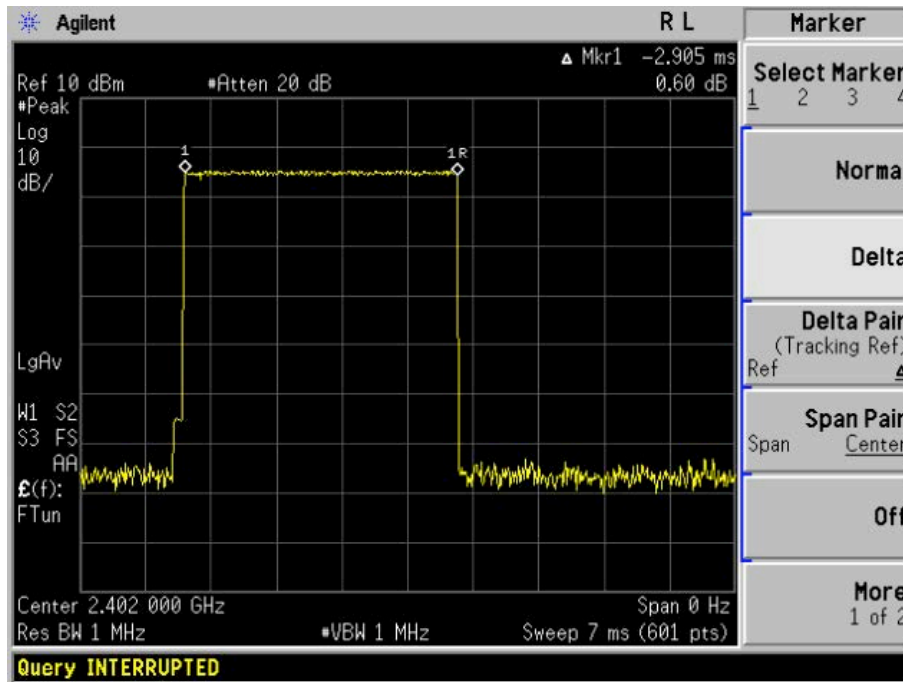 Agilent R L Marker
Δ Mkr1 -2.905 ms
Ref 10 dBm #Atten 20 dB 0.60 dB
#Peak
Log
10
dB/
1
1R
LgAv
W1 S2
S3 FS
AA
£(f):
FTun
Center 2.402 000 GHz Span 0 Hz
Res BW 1 MHz #VBW 1 MHz Sweep 7 ms (601 pts)
Query INTERRUPTED
Select Marker
1 2 3 4
Norma
Delta
Delta Pair
(Tracking Ref)
Ref Δ
Span Pair
Span Center
Off
More
1 of 2